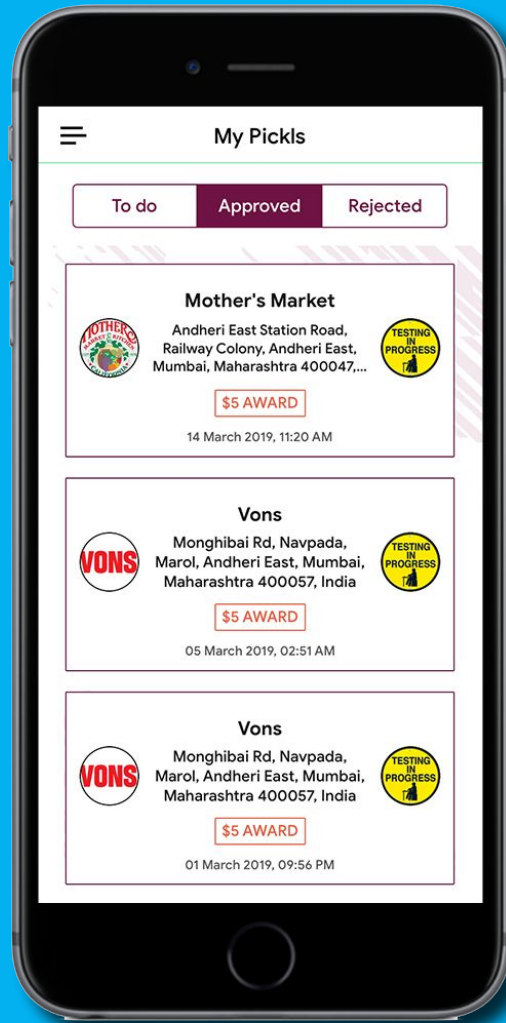 My Pickls
To do
Approved
Rejected
Mother's Market
MOTHER'S
MARKET & KITCHEN
CALIFORNIA
Andheri East Station Road,
Railway Colony, Andheri East,
Mumbai, Maharashtra 400047,...
TESTING
IN
PROGRESS
$5 AWARD
14 March 2019, 11:20 AM
Vons
VONS
Monghibai Rd, Navpada,
Marol, Andheri East, Mumbai,
Maharashtra 400057, India
TESTING
IN
PROGRESS
$5 AWARD
05 March 2019, 02:51 AM
Vons
VONS
Monghibai Rd, Navpada,
Marol, Andheri East, Mumbai,
Maharashtra 400057, India
TESTING
IN
PROGRESS
$5 AWARD
01 March 2019, 09:56 PM